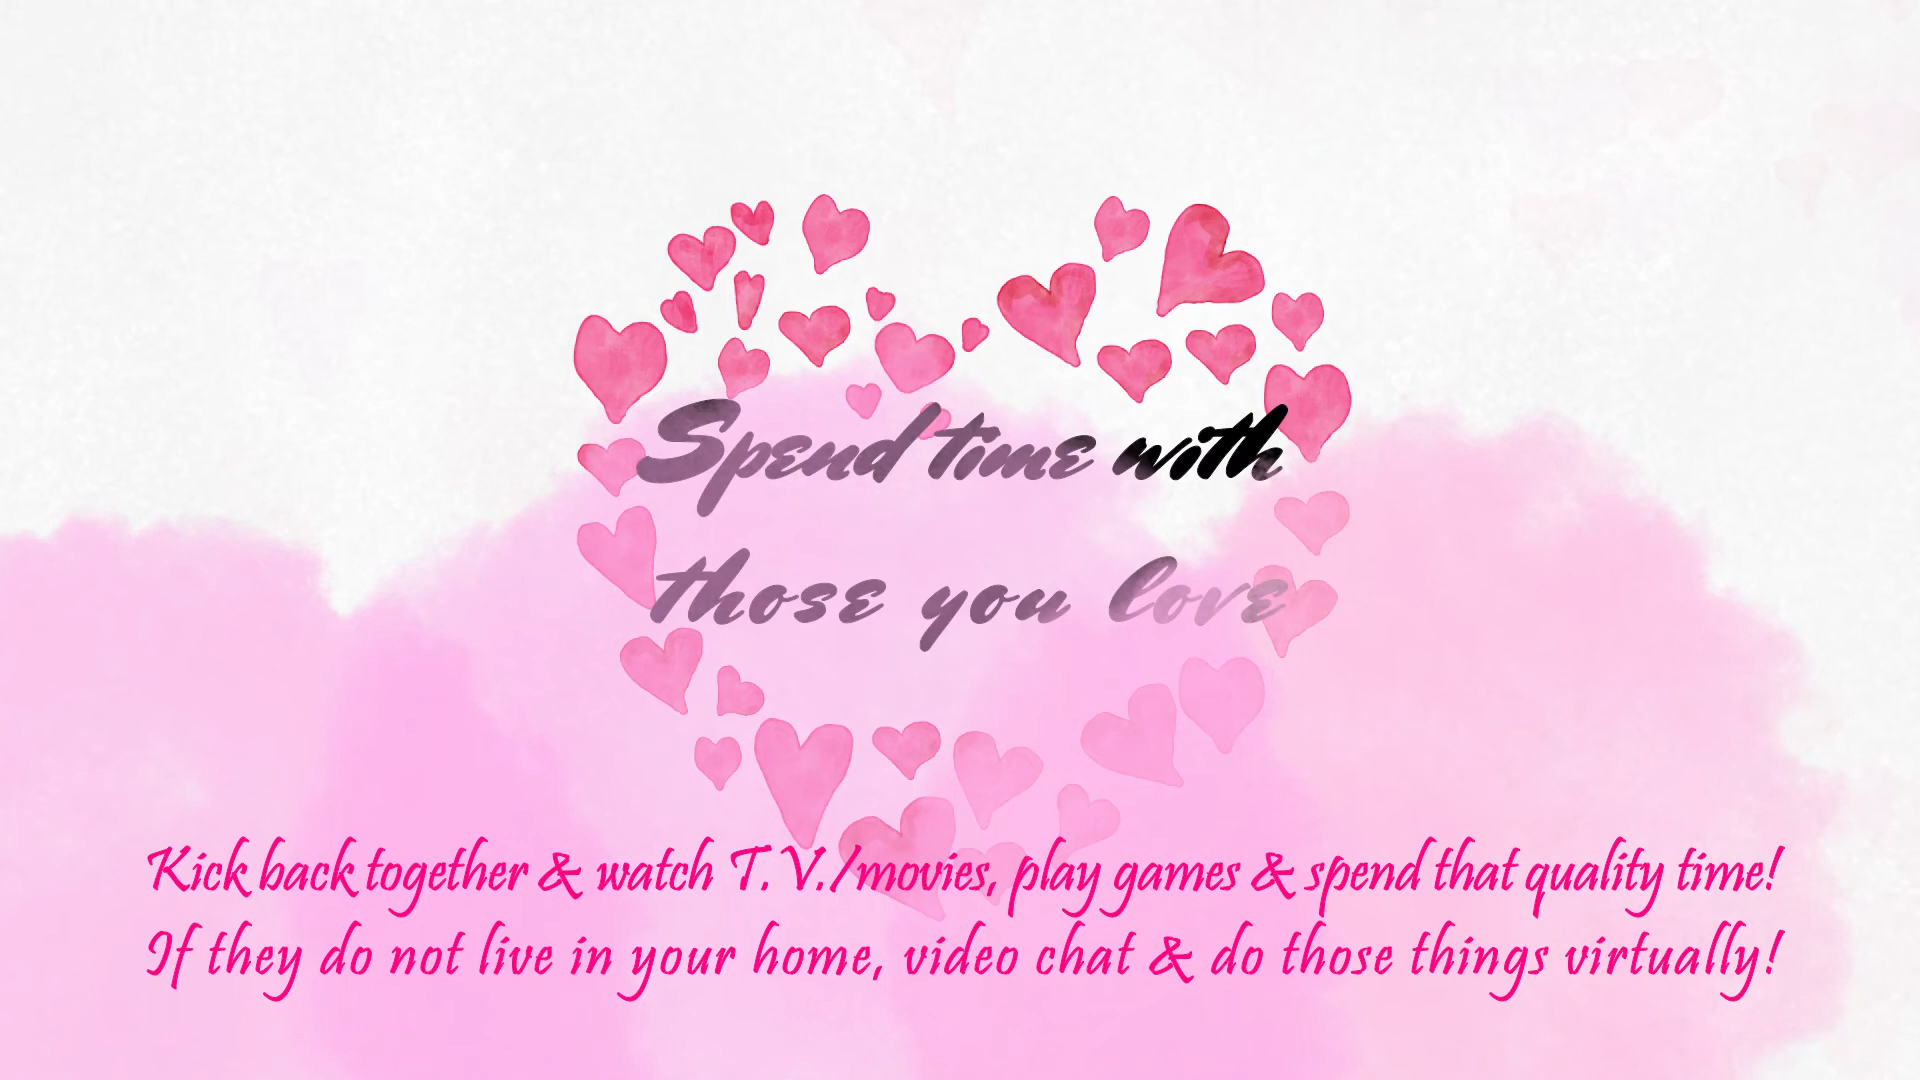 Spend time with
those you love
Kick back together & watch T.V./movies, play games & spend that quality time!
If they do not live in your home, video chat & do those things virtually!